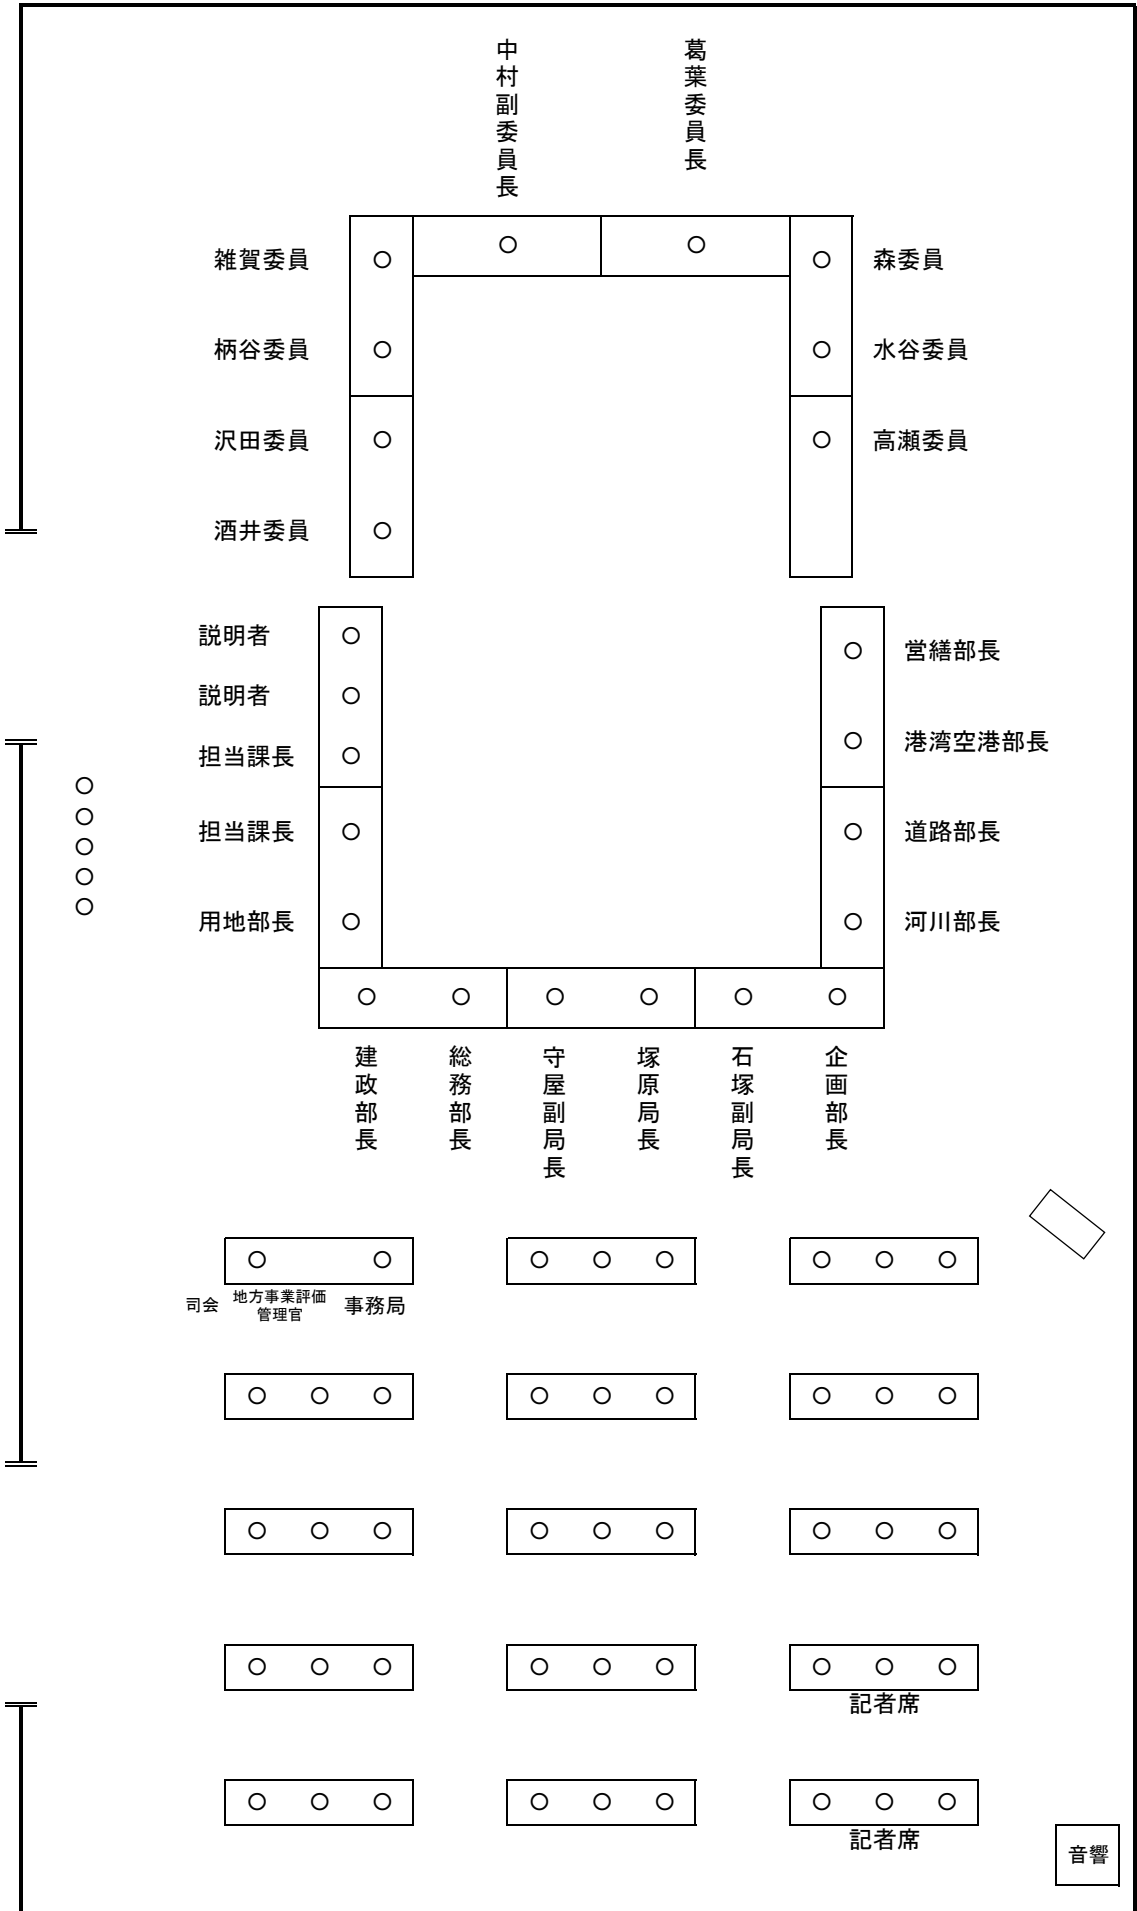 中村副委員長
葛葉委員長
雑賀委員
森委員
柄谷委員
水谷委員
沢田委員
高瀬委員
酒井委員
説明者
営繕部長
説明者
港湾空港部長
担当課長
担当課長
道路部長
用地部長
河川部長
建政部長
総務部長
守屋副局長
塚原局長
石塚副局長
企画部長
司会
地方事業評価
管理官
事務局
記者席
記者席
音響